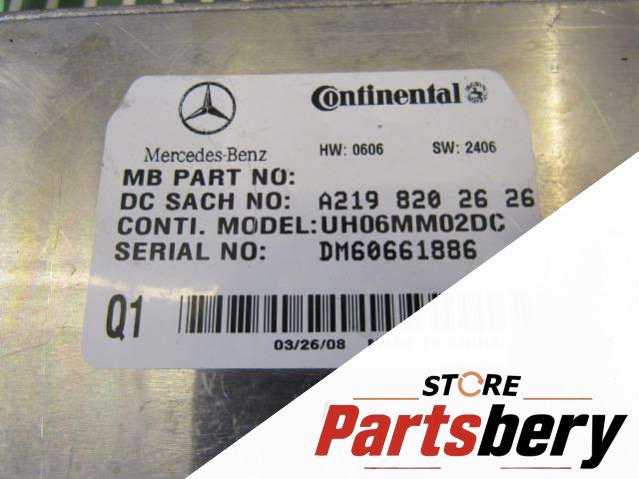 Continental
Mercedes-Benz
HW: 0606 SW: 2406
MB PART NO:
DC SACH NO: A219 820 26 26
CONTI. MODEL: UH06MM02DC
SERIAL NO: DM60661886
Q1
03/26/08
STORE
Partsbery